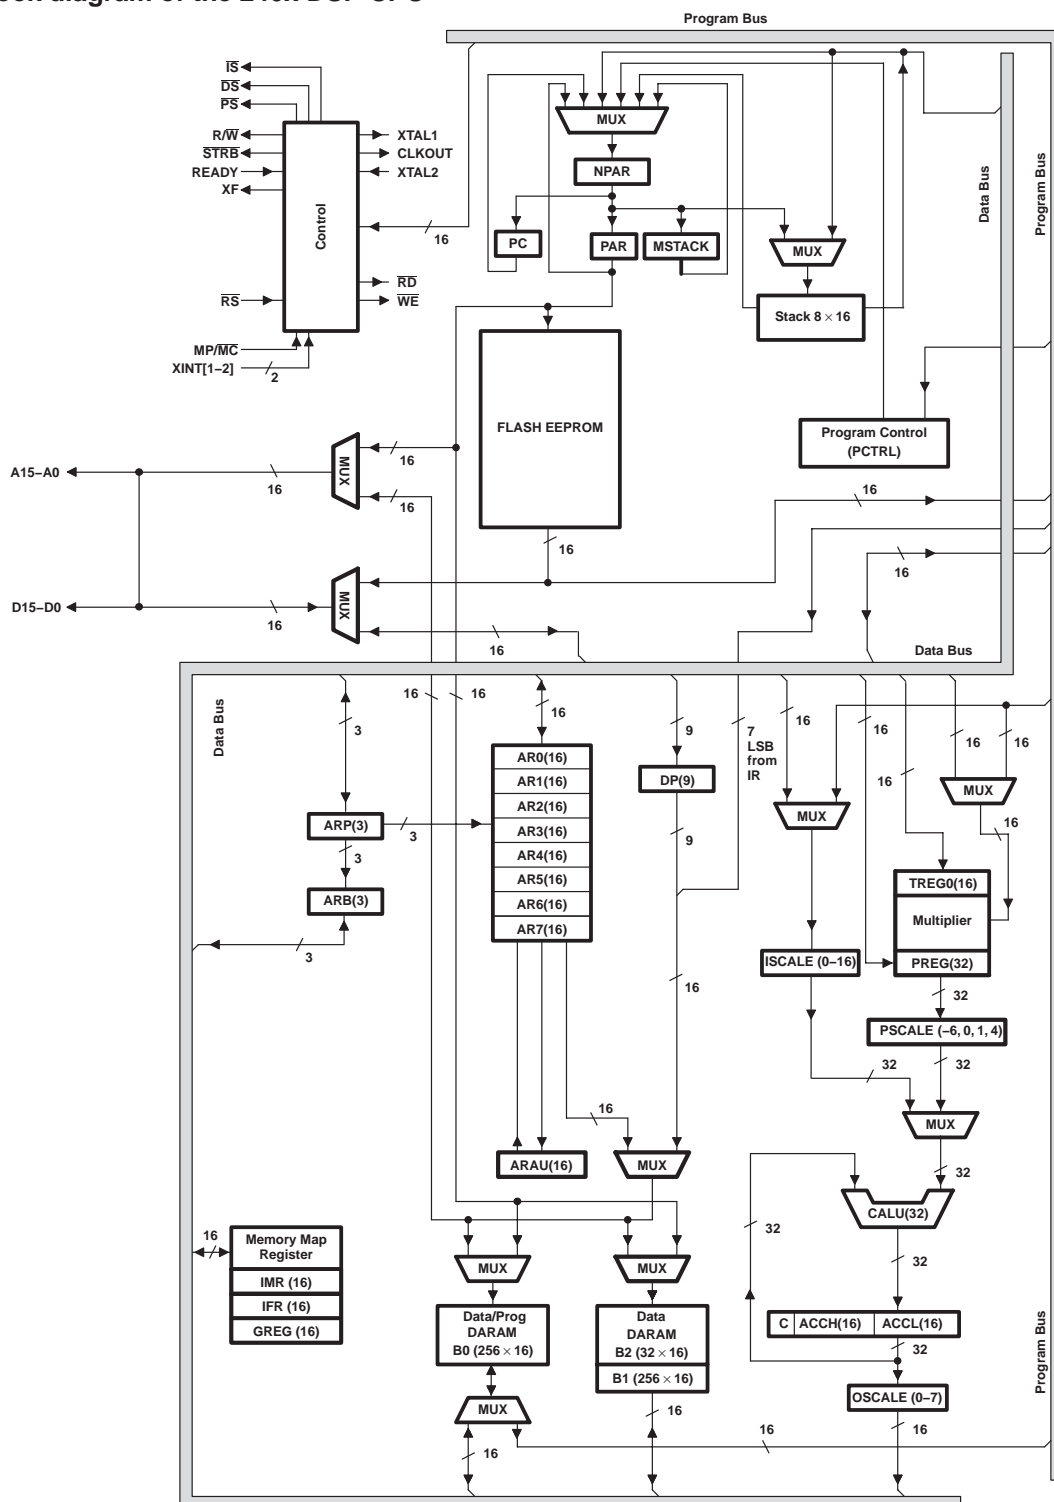 Program Bus
IS
DS
PS
R/W
STRB
READY
XF
RS
MP/MC
XINT[1–2]
2
Control
XTAL1
CLKOUT
XTAL2
16
RD
WE
MUX
NPAR
PC
PAR
MSTACK
MUX
Stack 8 × 16
Data Bus
Program Bus
FLASH EEPROM
Program Control
(PCTRL)
A15–A0
16
MUX
16
16
16
16
16
D15–D0
16
MUX
16
Data Bus
Data Bus
3
16
16
16
9
7
LSB
from
IR
16
16
16
16
16
AR0(16)
AR1(16)
AR2(16)
AR3(16)
AR4(16)
AR5(16)
AR6(16)
AR7(16)
DP(9)
MUX
MUX
ARP(3)
3
3
9
16
ARB(3)
3
TREG0(16)
Multiplier
PREG(32)
ISCALE (0–16)
16
32
PSCALE (–6, 0, 1, 4)
32
32
16
MUX
ARAU(16)
MUX
32
CALU(32)
32
32
16
Memory Map
Register
IMR (16)
IFR (16)
GREG (16)
MUX
MUX
Data/Prog
DARAM
B0 (256 × 16)
Data
DARAM
B2 (32 × 16)
B1 (256 × 16)
C
ACCH(16)
ACCL(16)
32
OSCALE (0–7)
MUX
16
16
16
16
Program Bus